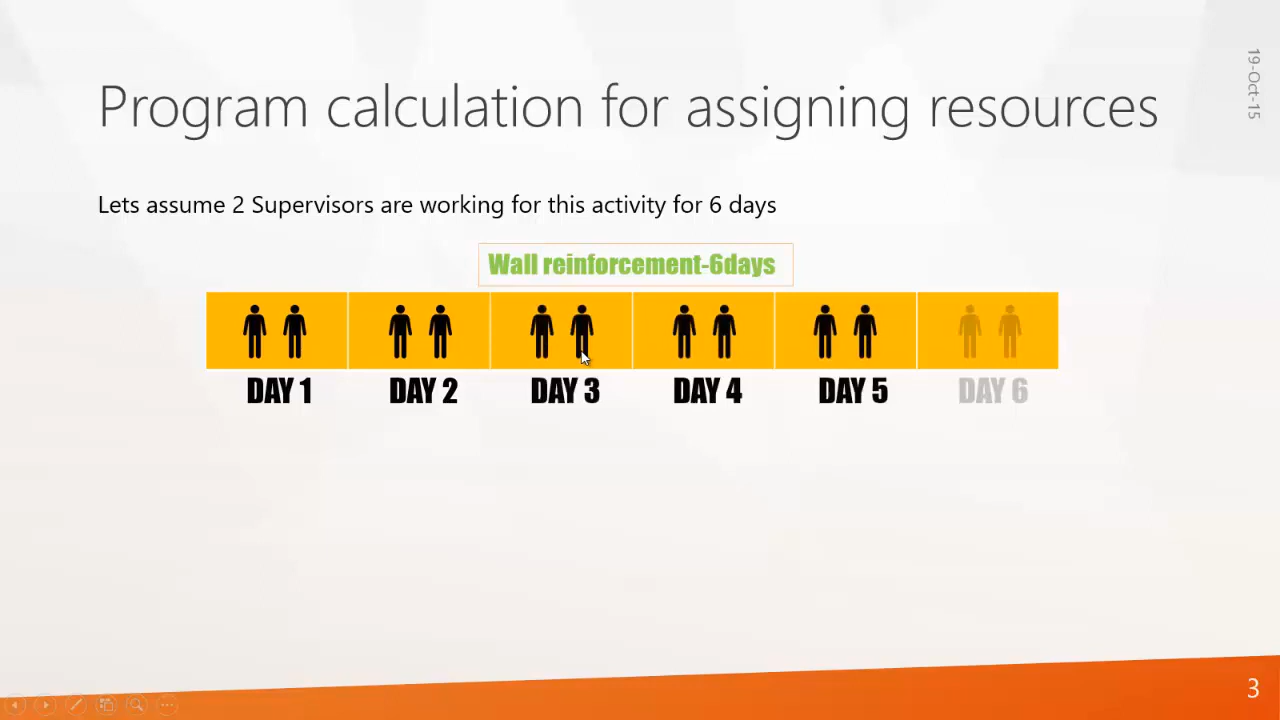 19-Oct-15
Program calculation for assigning resources
Lets assume 2 Supervisors are working for this activity for 6 days
Wall reinforcement-6days
DAY 1 DAY 2 DAY 3 DAY 4 DAY 5 DAY 6
3